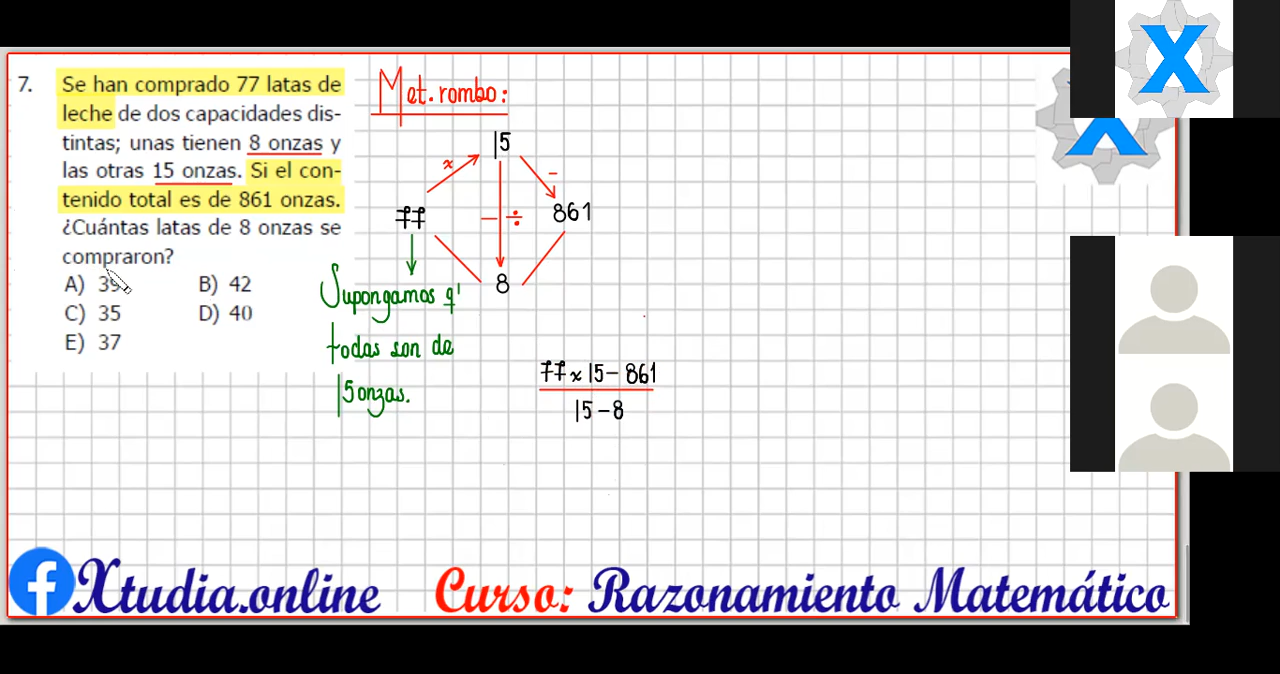 7. Se han comprado 77 latas de
leche de dos capacidades dis-
tintas; unas tienen 8 onzas y
las otras 15 onzas. Si el con-
tenido total es de 861 onzas.
¿Cuántas latas de 8 onzas se
compraron?
A) 39 B) 42
C) 35 D) 40
E) 37
Met. rombo:
15
x -
77 - ÷ 861
8
Supongamos q'
todas son de
15 onzas.
77 x 15 - 861
15 - 8
Xtudia.online Curso: Razonamiento Matemático